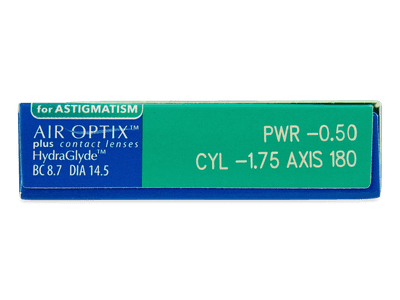 for ASTIGMATISM
AIR OPTIX™
plus contact lenses
HydraGlyde™
BC 8.7 DIA 14.5
PWR –0.50
CYL –1.75 AXIS 180